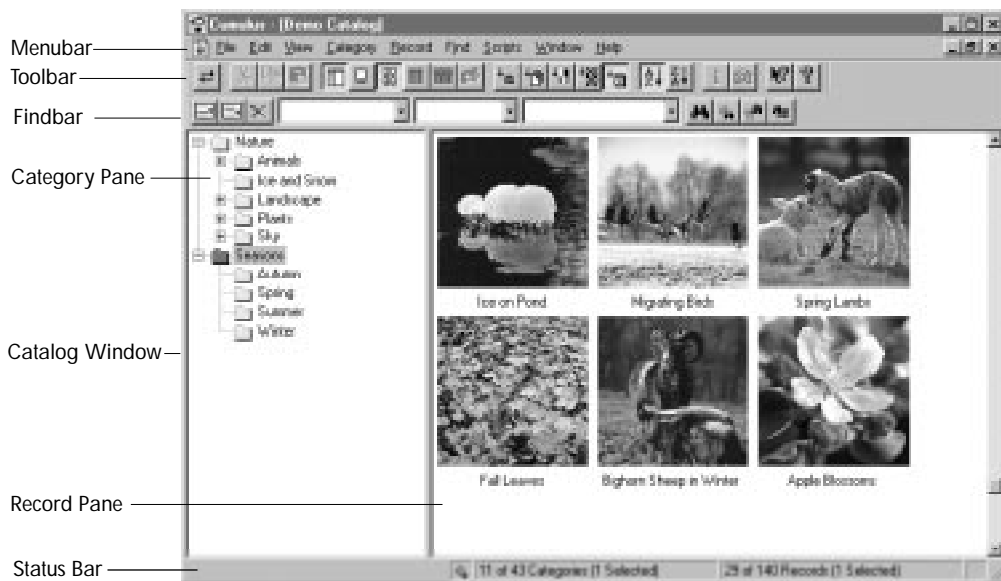 Cumulus - [Demo Catalog]
Menubar
File Edit View Category Record Find Scripts Window Help
Toolbar
Findbar
Category Pane
Nature
Animals
Ice and Snow
Landscape
Plants
Sky
Seasons
Autumn
Spring
Summer
Winter
Ice on Pond
Migrating Birds
Spring Lambs
Catalog Window
Fall Leaves
Bighorn Sheep in Winter
Apple Blossoms
Record Pane
Status Bar
11 of 43 Categories (1 Selected)
29 of 140 Records (1 Selected)